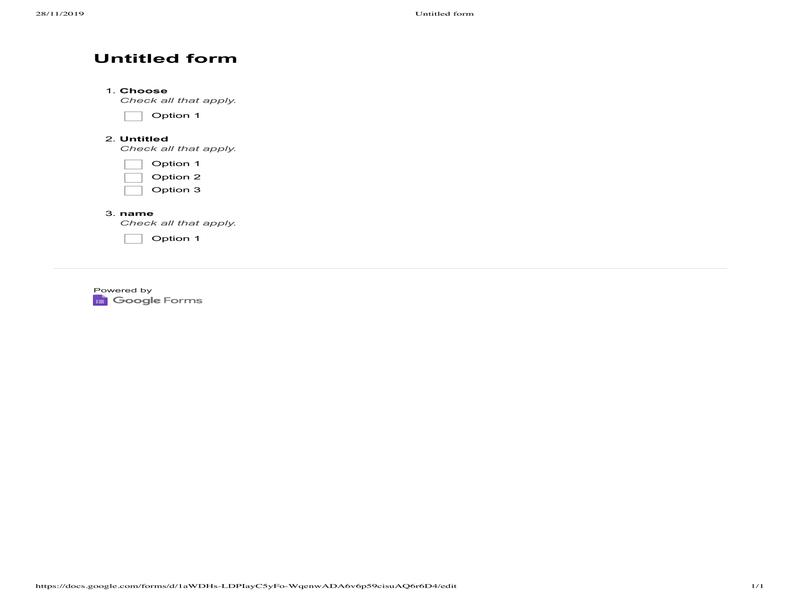 28/11/2019 Untitled form
Untitled form
1. Choose
Check all that apply.
Option 1
2. Untitled
Check all that apply.
Option 1
Option 2
Option 3
3. name
Check all that apply.
Option 1
Powered by
Google Forms
https://docs.google.com/forms/d/1aWDHs-LDPIayC5yFo-WqenwADA6v6p59cisuAQ6r6D4/edit 1/1